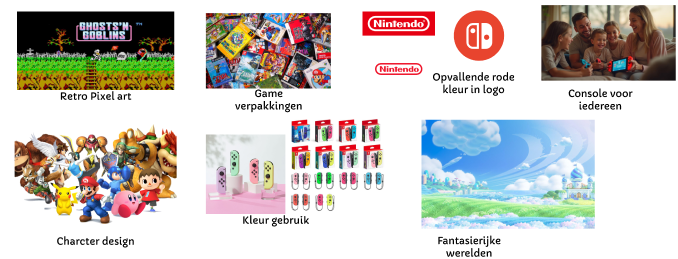 GHOSTS'N
GOBLINS
Retro Pixel art
Game
verpakkingen
Nintendo
Nintendo
Opvallende rode
kleur in logo
Console voor
iedereen
Charcter design
Kleur gebruik
Fantasierijke
werelden